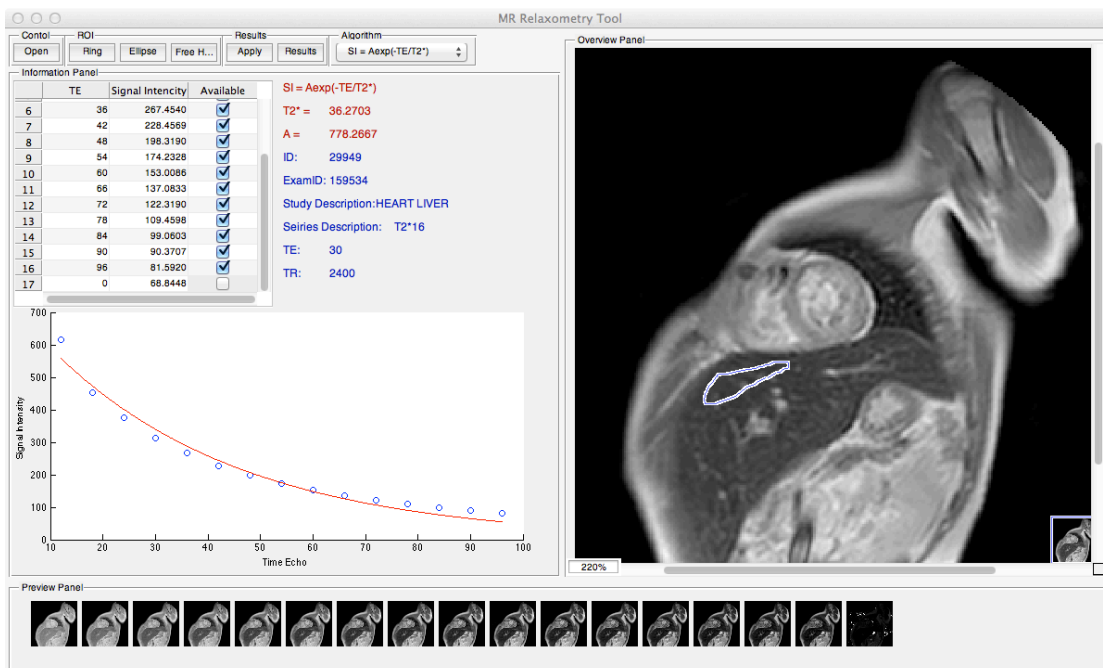 MR Relaxometry Tool
Contol ROI Results Algorithm
Open Ring Ellipse Free H... Apply Results SI = Aexp(-TE/T2*)
Overview Panel
Information Panel
TE Signal Intencity Available
6 36 267.4540
7 42 228.4569
8 48 198.3190
9 54 174.2328
10 60 153.0086
11 66 137.0833
12 72 122.3190
13 78 109.4598
14 84 99.0603
15 90 90.3707
16 96 81.5920
17 0 68.8448
SI = Aexp(-TE/T2*)
T2* = 36.2703
A = 778.2667
ID: 29949
ExamID: 159534
Study Description:HEART LIVER
Seiries Description: T2*16
TE: 30
TR: 2400
700
600
500
400
300
200
100
0
Signal Intensity
10 20 30 40 50 60 70 80 90 100
Time Echo
220%
Preview Panel